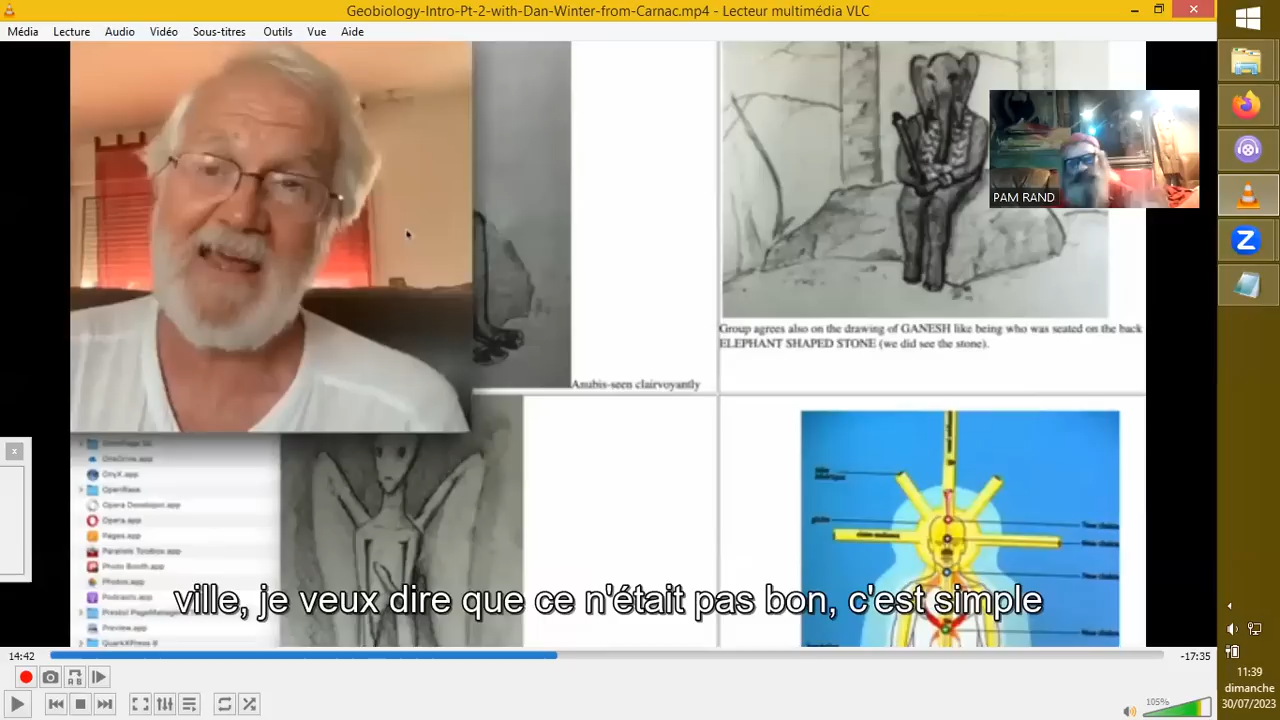 Geobiology-Intro-Pt-2-with-Dan-Winter-from-Carnac.mp4 - Lecteur multimédia VLC
Média Lecture Audio Vidéo Sous-titres Outils Vue Aide
PAM RAND
Group agrees also on the drawing of GANESH like being who was seated on the back
ELEPHANT SHAPED STONE (we did see the stone).
Anubis-seen clairvoyantly
OneDrive.app
OnyX.app
OpenBase
Opera Developer.app
Opera.app
Pages.app
Parallels Toolbox.app
Photo Booth.app
Photos.app
Podcasts.app
Preview.app
ville, je veux dire que ce n'était pas bon, c'est simple
14:42
-17:35
105%
11:39
dimanche
30/07/2023